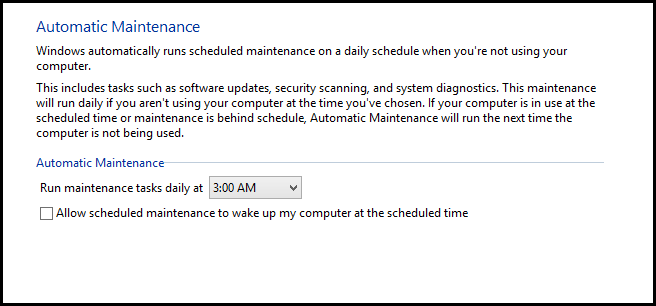 Automatic Maintenance
Windows automatically runs scheduled maintenance on a daily schedule when you're not using your
computer.
This includes tasks such as software updates, security scanning, and system diagnostics. This maintenance
will run daily if you aren't using your computer at the time you've chosen. If your computer is in use at the
scheduled time or maintenance is behind schedule, Automatic Maintenance will run the next time the
computer is not being used.
Automatic Maintenance
Run maintenance tasks daily at 3:00 AM
Allow scheduled maintenance to wake up my computer at the scheduled time